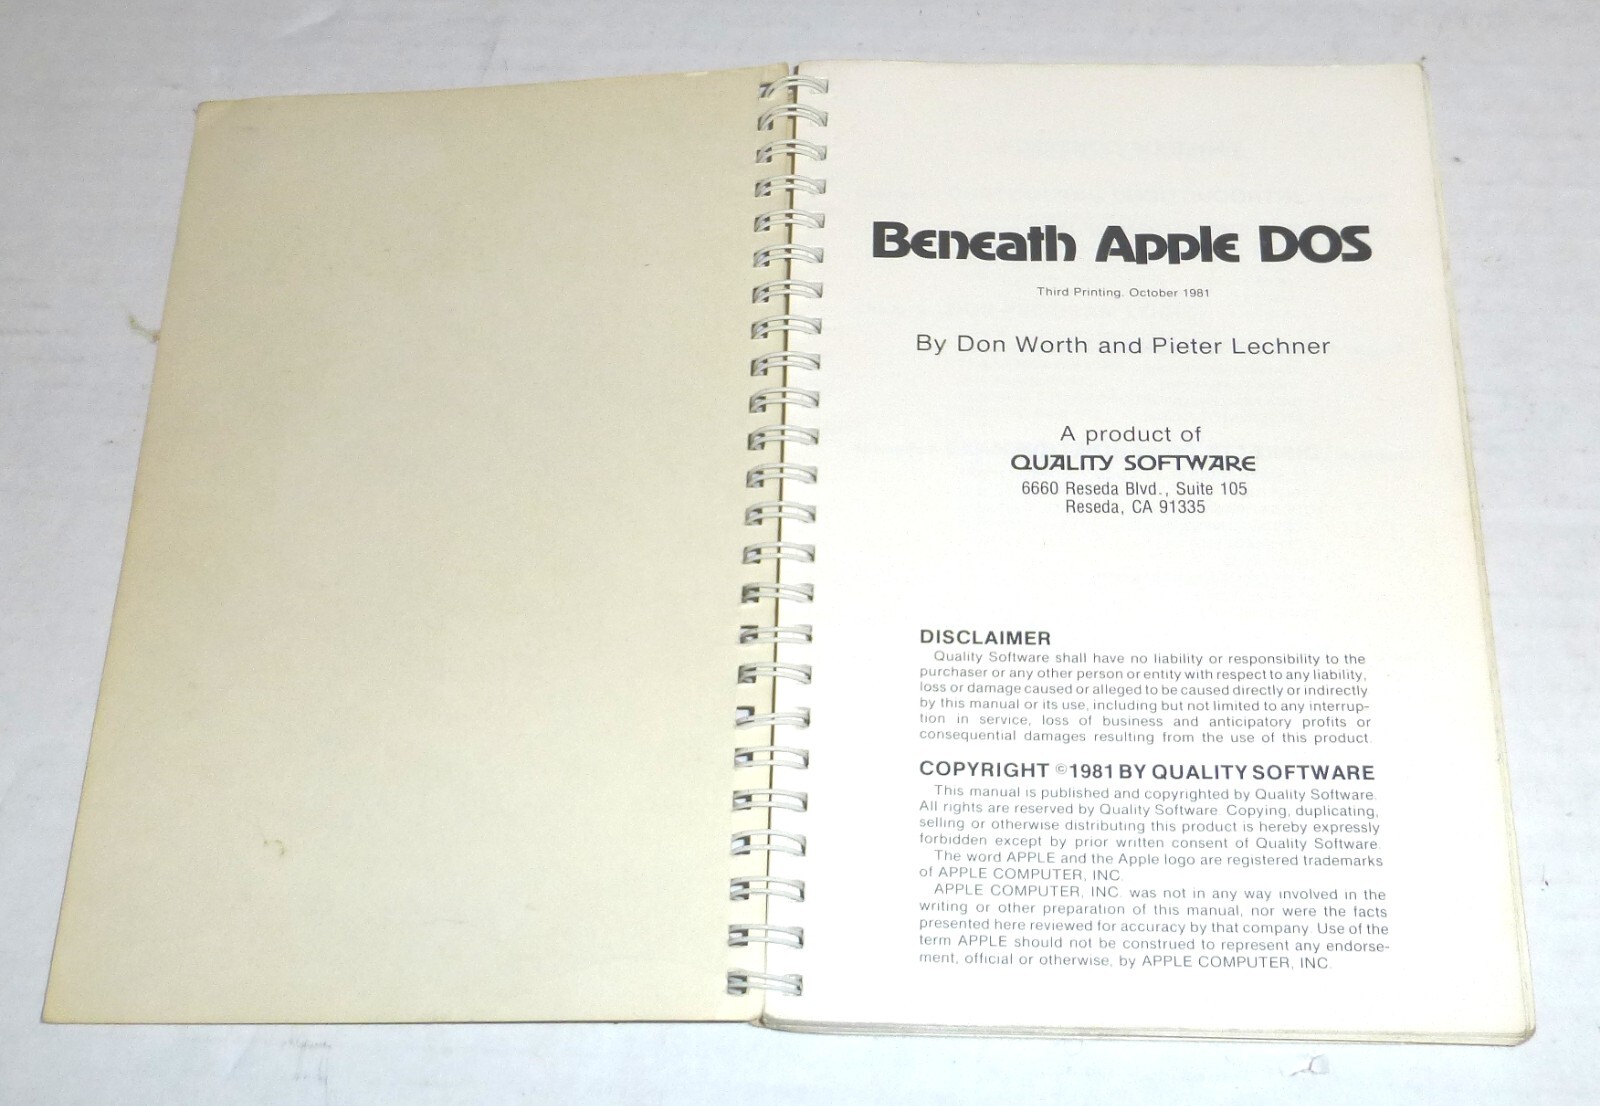 Beneath Apple DOS
Third Printing. October 1981
By Don Worth and Pieter Lechner
A product of
QUALITY SOFTWARE
6660 Reseda Blvd., Suite 105
Reseda, CA 91335
DISCLAIMER
Quality Software shall have no liability or responsibility to the
purchaser or any other person or entity with respect to any liability,
loss or damage caused or alleged to be caused directly or indirectly
by this manual or its use, including but not limited to any interrup-
tion in service, loss of business and anticipatory profits or
consequential damages resulting from the use of this product.
COPYRIGHT ©1981 BY QUALITY SOFTWARE
This manual is published and copyrighted by Quality Software.
All rights are reserved by Quality Software. Copying, duplicating,
selling or otherwise distributing this product is hereby expressly
forbidden except by prior written consent of Quality Software.
The word APPLE and the Apple logo are registered trademarks
of APPLE COMPUTER, INC.
APPLE COMPUTER, INC. was not in any way involved in the
writing or other preparation of this manual, nor were the facts
presented here reviewed for accuracy by that company. Use of the
term APPLE should not be construed to represent any endorse-
ment, official or otherwise, by APPLE COMPUTER, INC.